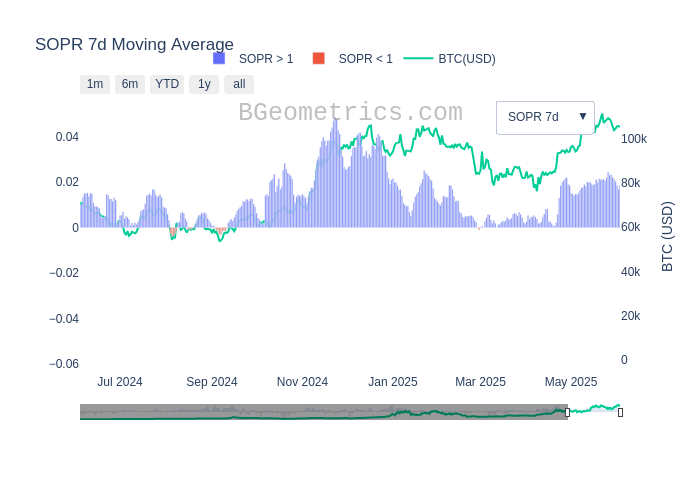 SOPR 7d Moving Average
SOPR > 1 SOPR < 1 BTC(USD)
1m 6m YTD 1y all
BGeometrics.com
SOPR 7d ▼
0.04
0.02
0
−0.02
−0.04
−0.06
100k
80k
60k
40k
20k
0
BTC (USD)
Jul 2024 Sep 2024 Nov 2024 Jan 2025 Mar 2025 May 2025